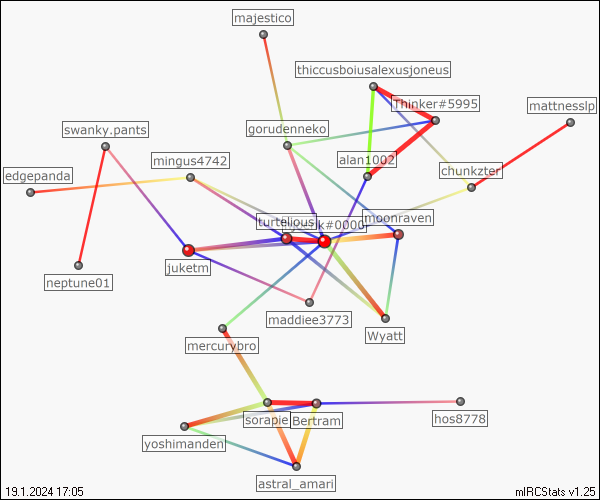 majestico
thiccusboiusalexusjoneus
Thinker#5995
mattnesslp
swanky.pants
gorudenneko
mingus4742
alan1002
edgepanda
chunkzter
turtelious
#0000
moonraven
juketm
neptune01
maddiee3773
Wyatt
mercurybro
sorapie
Bertram
hos8778
yoshimanden
astral_amari
19.1.2024 17:05
mIRCStats v1.25